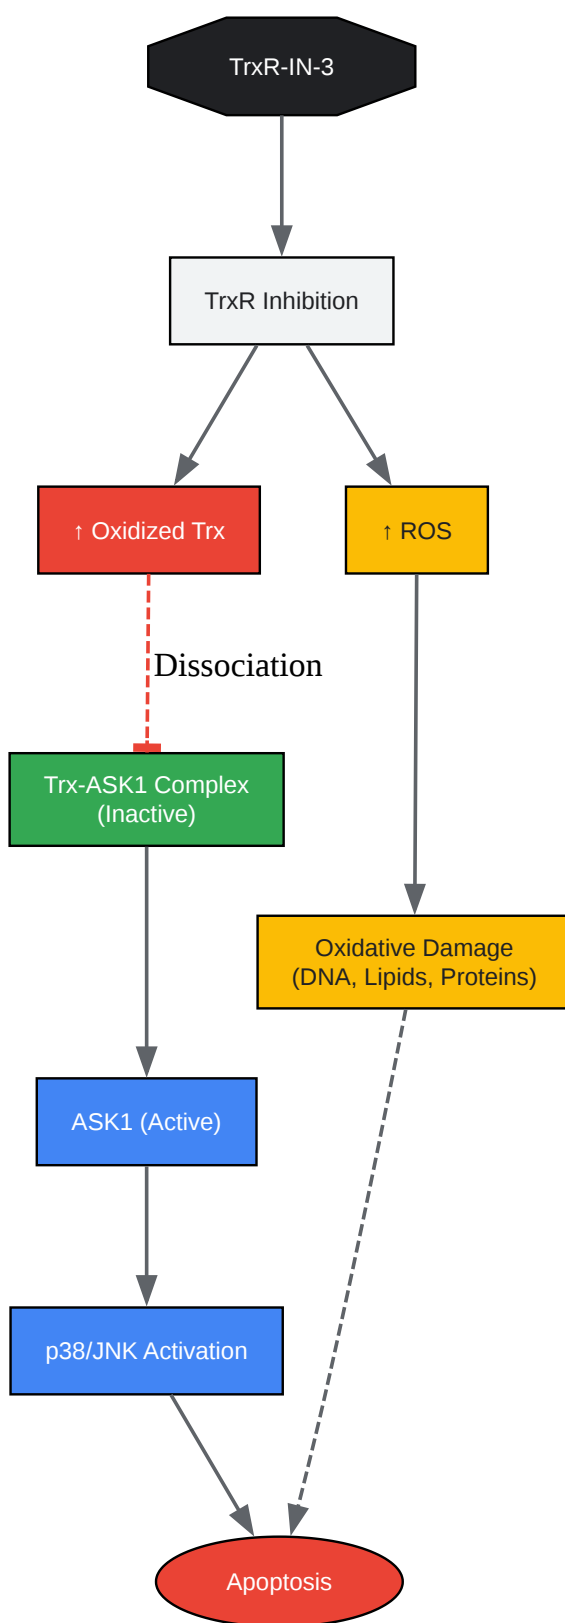 TrxR-IN-3
TrxR Inhibition
↑ Oxidized Trx
↑ ROS
Dissociation
Trx-ASK1 Complex
(Inactive)
Oxidative Damage
(DNA, Lipids, Proteins)
ASK1 (Active)
p38/JNK Activation
Apoptosis